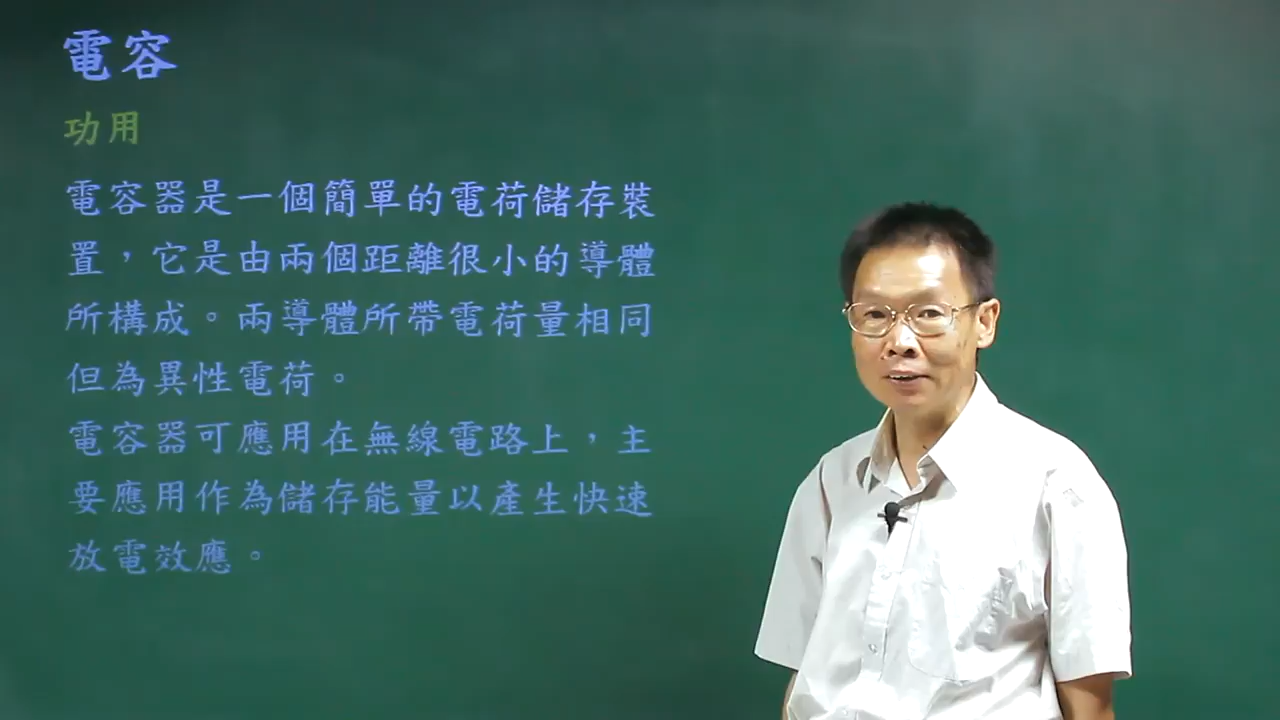 電容
功用
電容器是一個簡單的電荷儲存裝
置，它是由兩個距離很小的導體
所構成。兩導體所帶電荷量相同
但為異性電荷。
電容器可應用在無線電路上，主
要應用作為儲存能量以產生快速
放電效應。